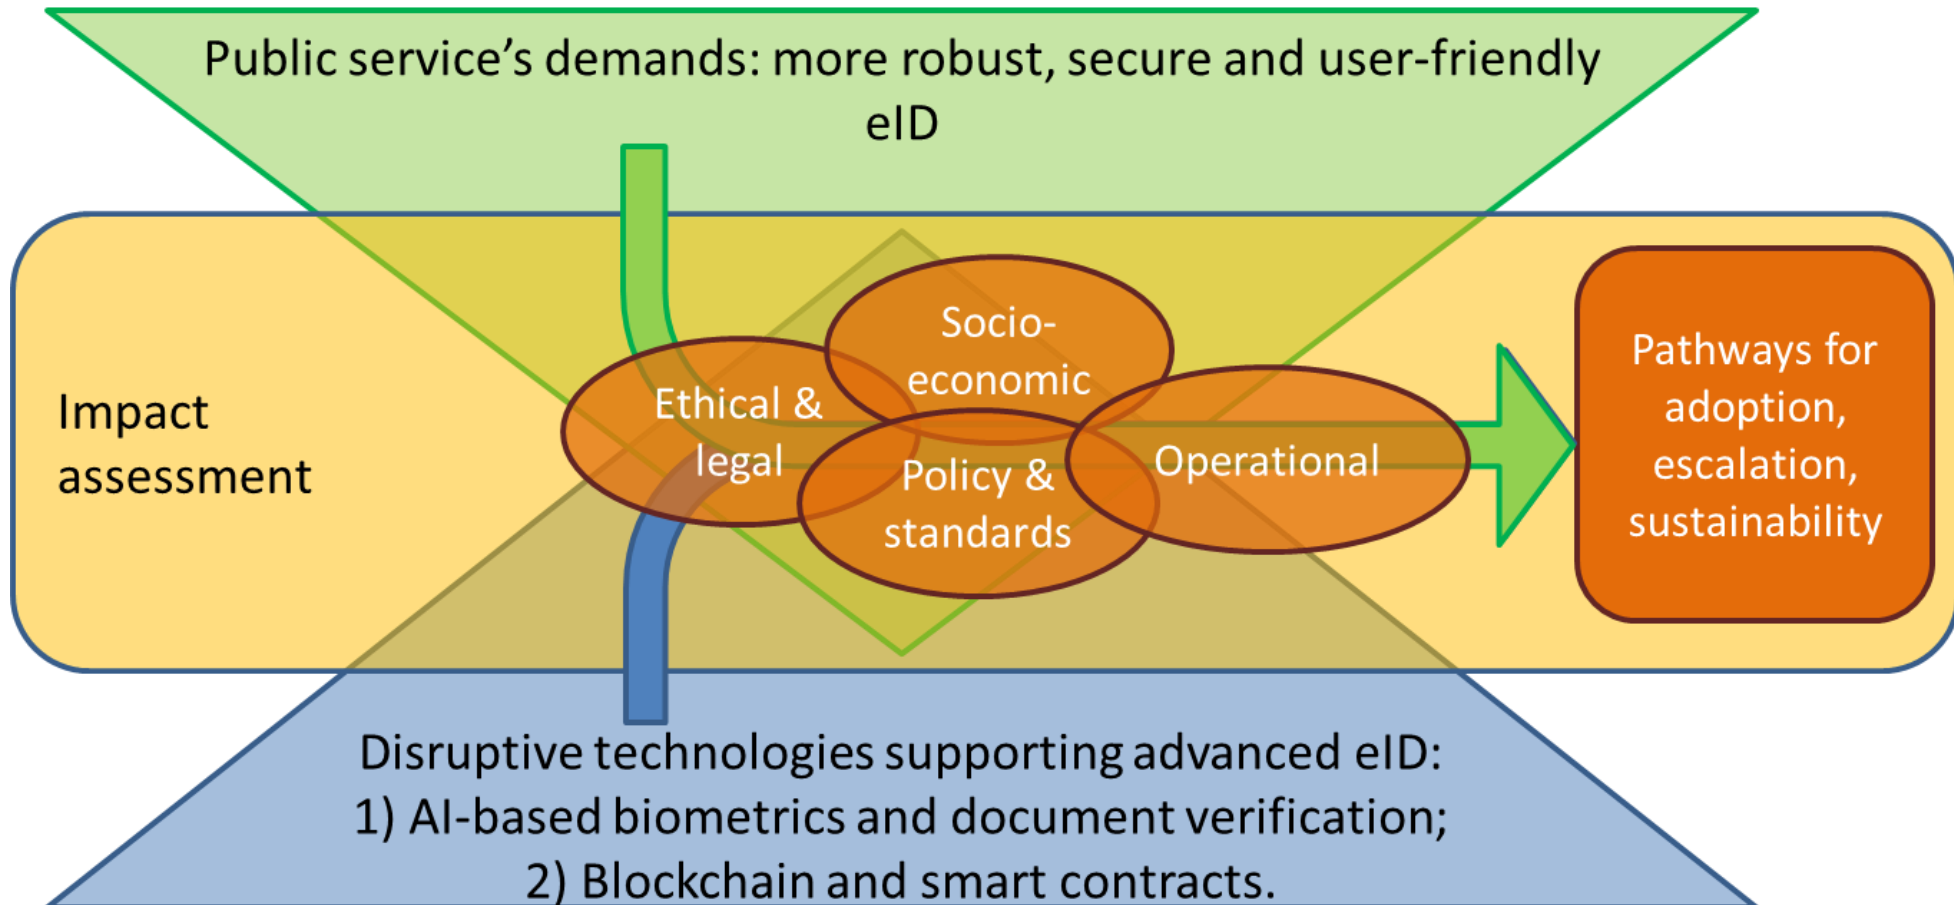 Public service's demands: more robust, secure and user-friendly
eID
Impact
assessment
Ethical &
legal
Socio-
economic
Policy &
standards
Operational
Pathways for
adoption,
escalation,
sustainability
Disruptive technologies supporting advanced eID:
1) AI-based biometrics and document verification;
2) Blockchain and smart contracts.